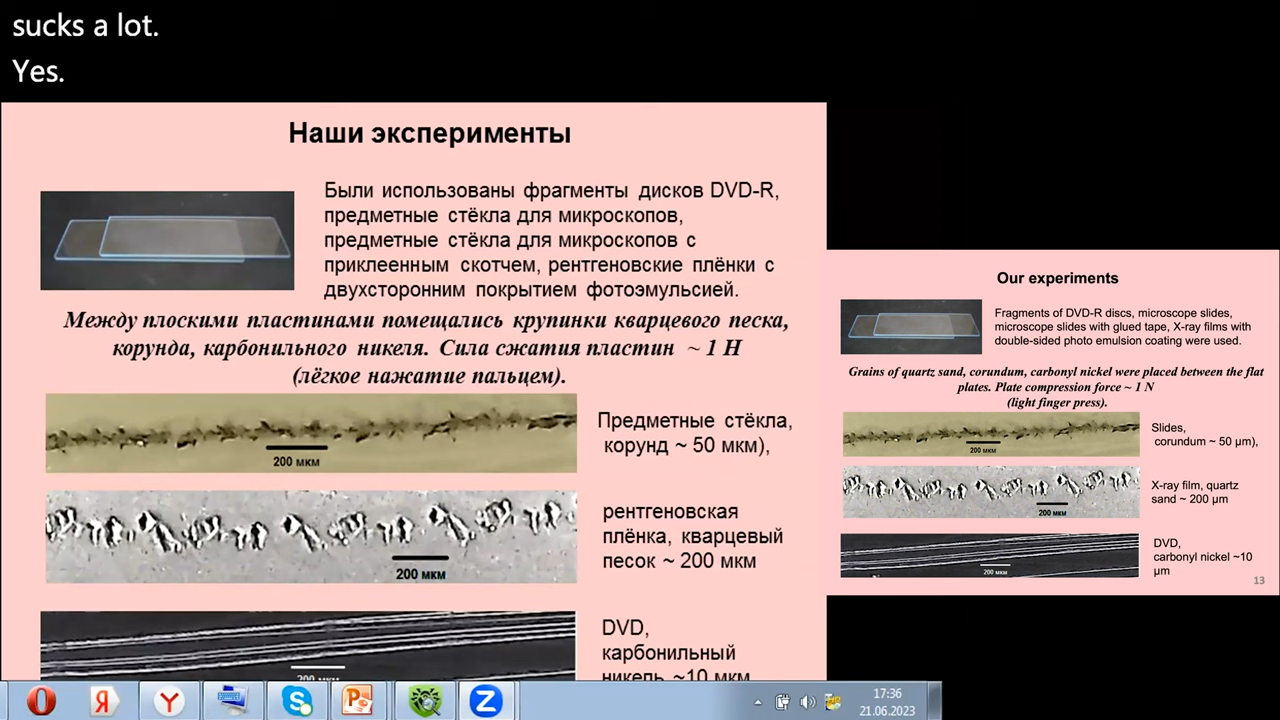 sucks a lot.
Yes.
Наши эксперименты
Были использованы фрагменты дисков DVD-R,
предметные стёкла для микроскопов,
предметные стёкла для микроскопов с
приклеенным скотчем, рентгеновские плёнки с
двухсторонним покрытием фотоэмульсией.
Между плоскими пластинами помещались крупинки кварцевого песка,
корунда, карбонильного никеля. Сила сжатия пластин ~ 1 Н
(лёгкое нажатие пальцем).
200 мкм
Предметные стёкла,
корунд ~ 50 мкм),
200 мкм
рентгеновская
плёнка, кварцевый
песок ~ 200 мкм
200 мкм
DVD,
карбонильный
никель ~10 мкм
Our experiments
Fragments of DVD-R discs, microscope slides,
microscope slides with glued tape, X-ray films with
double-sided photo emulsion coating were used.
Grains of quartz sand, corundum, carbonyl nickel were placed between the flat
plates. Plate compression force ~ 1 N
(light finger press).
200 мкм
Slides,
corundum ~ 50 μm),
200 мкм
X-ray film, quartz
sand ~ 200 μm
200 мкм
DVD,
carbonyl nickel ~10
μm
13
17:36
21.06.2023